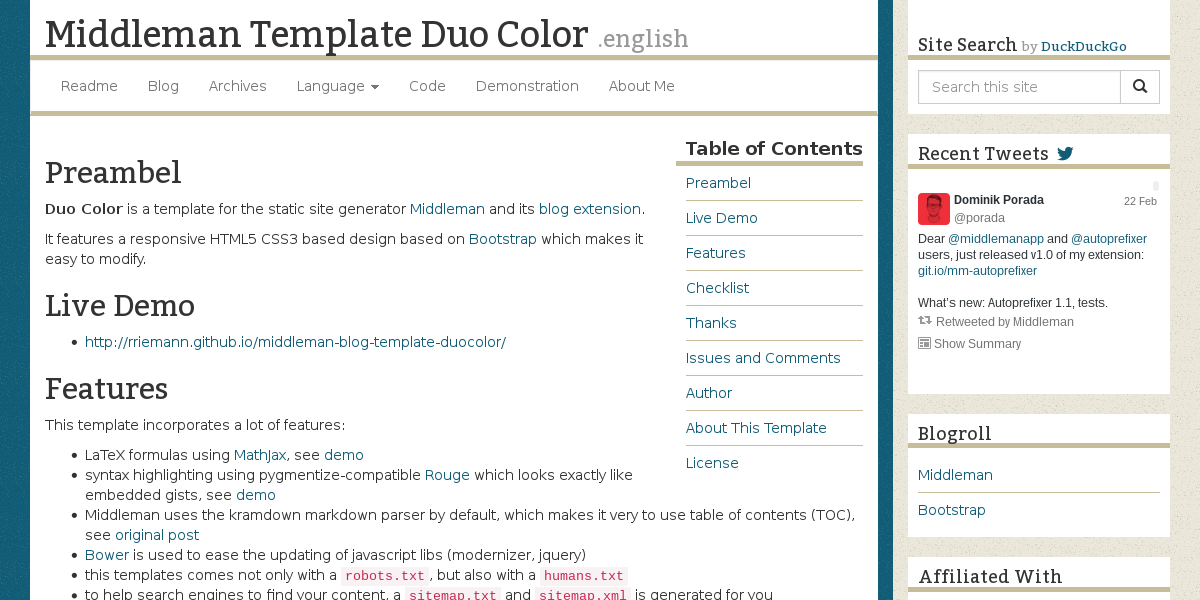 Middleman Template Duo Color .english
Readme Blog Archives Language Code Demonstration About Me
Preambel
Duo Color is a template for the static site generator Middleman and its blog extension.
It features a responsive HTML5 CSS3 based design based on Bootstrap which makes it
easy to modify.
Live Demo
http://rriemann.github.io/middleman-blog-template-duocolor/
Features
This template incorporates a lot of features:
LaTeX formulas using MathJax, see demo
syntax highlighting using pygmentize-compatible Rouge which looks exactly like
embedded gists, see demo
Middleman uses the kramdown markdown parser by default, which makes it very to use table of contents (TOC),
see original post
Bower is used to ease the updating of javascript libs (modernizer, jquery)
this templates comes not only with a robots.txt, but also with a humans.txt
to help search engines to find your content, a sitemap.txt and sitemap.xml is generated for you
Table of Contents
Preambel
Live Demo
Features
Checklist
Thanks
Issues and Comments
Author
About This Template
License
Site Search by DuckDuckGo
Search this site
Recent Tweets
Dominik Porada
22 Feb
@porada
Dear @middlemanapp and @autoprefixer
users, just released v1.0 of my extension:
git.io/mm-autoprefixer
What's new: Autoprefixer 1.1, tests.
Retweeted by Middleman
Show Summary
Blogroll
Middleman
Bootstrap
Affiliated With